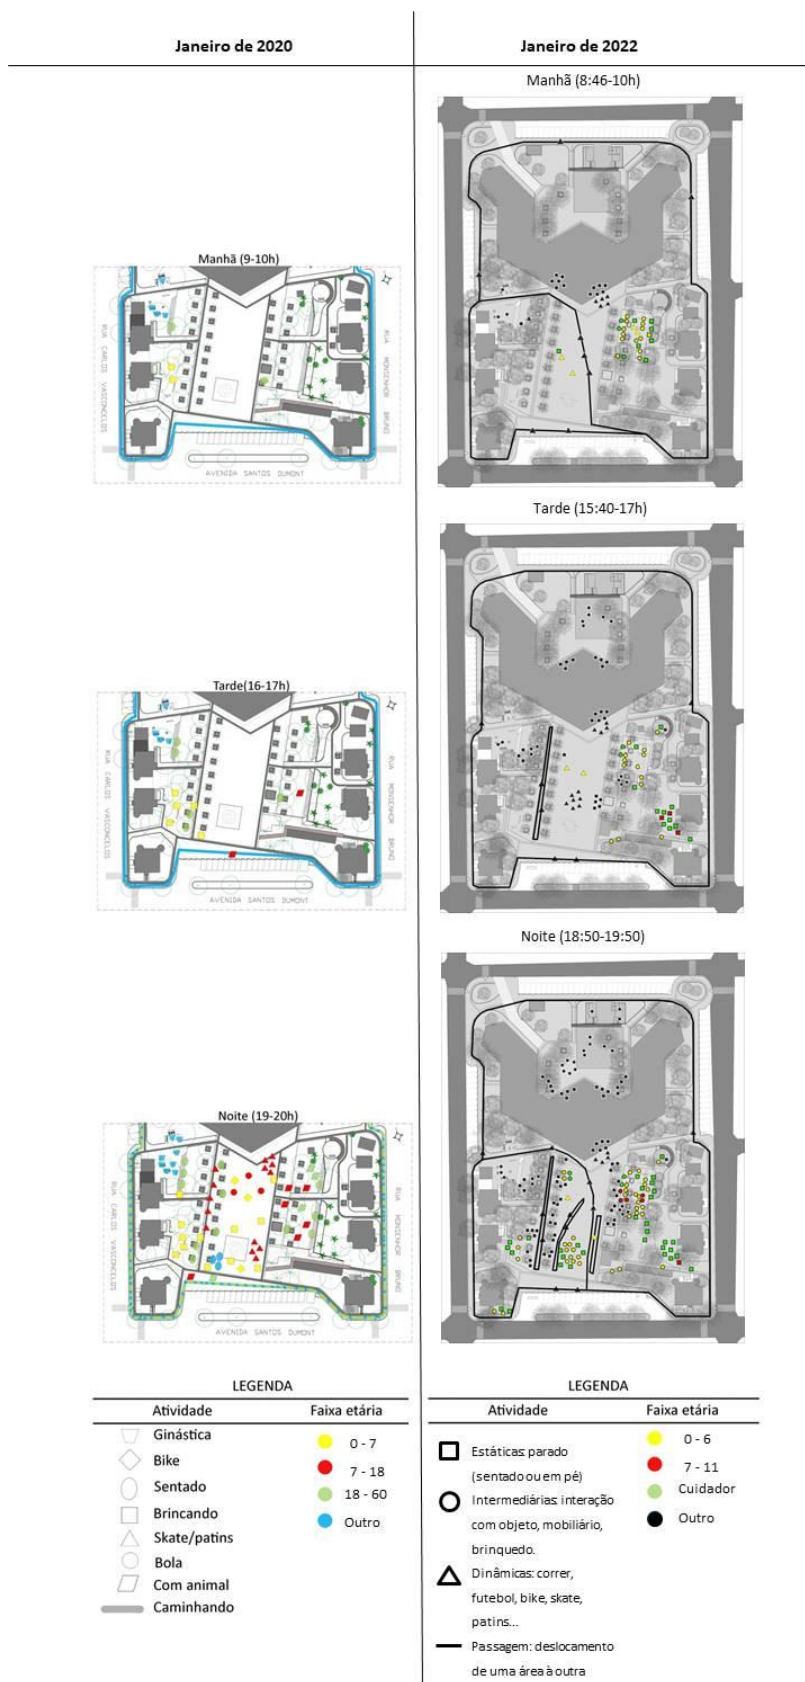 Janeiro de 2020
Janeiro de 2022
Manhã (8:46-10h)
Manhã (9-10h)
RUA CARLOS VASCONCELOS
RUA MONSENHOR BRUNO
AVENIDA SANTOS DUMONT
Tarde (15:40-17h)
Tarde(16-17h)
RUA CARLOS VASCONCELOS
RUA MONSENHOR BRUNO
AVENIDA SANTOS DUMONT
Noite (18:50-19:50)
Noite (19-20h)
RUA CARLOS VASCONCELOS
RUA MONSENHOR BRUNO
AVENIDA SANTOS DUMONT
LEGENDA
Atividade Faixa etária
Ginástica
Bike
Sentado
Brincando
Skate/patins
Bola
Com animal
Caminhando
0 - 7
7 - 18
18 - 60
Outro
LEGENDA
Atividade Faixa etária
Estáticas: parado
(sentado ou em pé)
Intermediárias: interação
com objeto, mobiliário,
brinquedo.
Dinâmicas: correr,
futebol, bike, skate,
patins...
Passagem: deslocamento
de uma área à outra
0 - 6
7 - 11
Cuidador
Outro